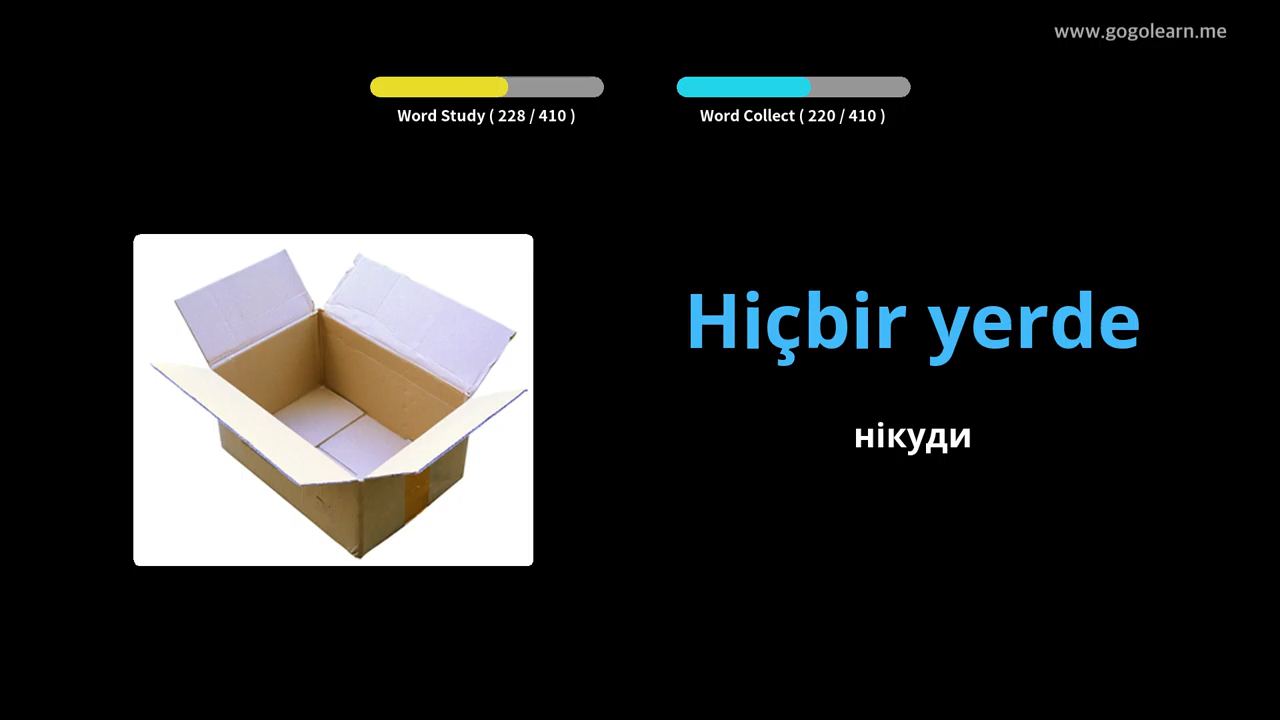 www.gogolearn.me
Word Study ( 228 / 410 )
Word Collect ( 220 / 410 )
Hiçbir yerde
нікуди